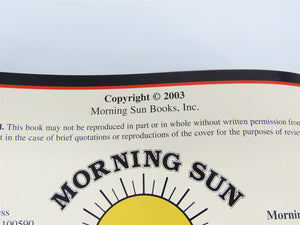 Copyright © 2003
Morning Sun Books, Inc.
d. This book may not be reproduced in part or in whole without written permission from
t in the case of brief quotations or reproductions of the cover for the purposes of review
MORNING SUN
ess
100590
Morni